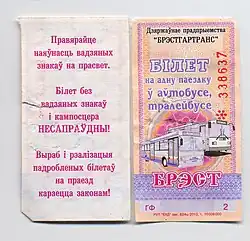 Правярайце
наяўнасць вадзяных
знакаў на прасвет.
Білет без
вадзяных знакаў
і кампосцера
НЕСАПРАЎДНЫ!
Выраб і рэалізацыя
падробленых білетаў
на праезд
караецца законам!
Дзяржаўнае прадпрыемства
"БРЭСТГАРТРАНС"
БІЛЕТ
на адну паездку
ў аўтобусе,
тралейбусе
338637
БРЭСТ
ГФ 2